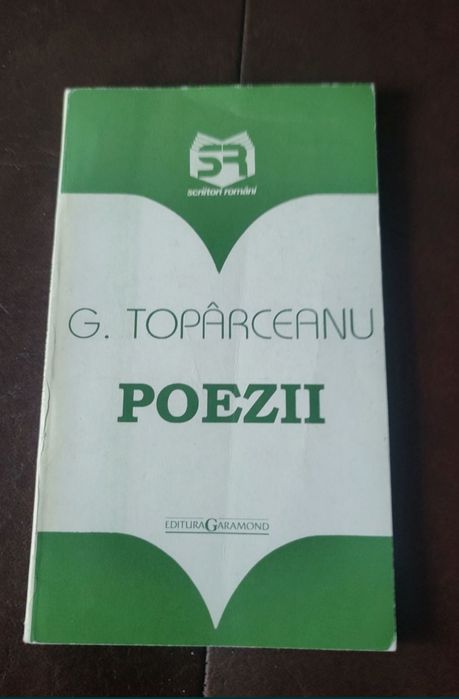 SR
scriitori români
G. TOPÂRCEANU
POEZII
EDITURA GARAMOND